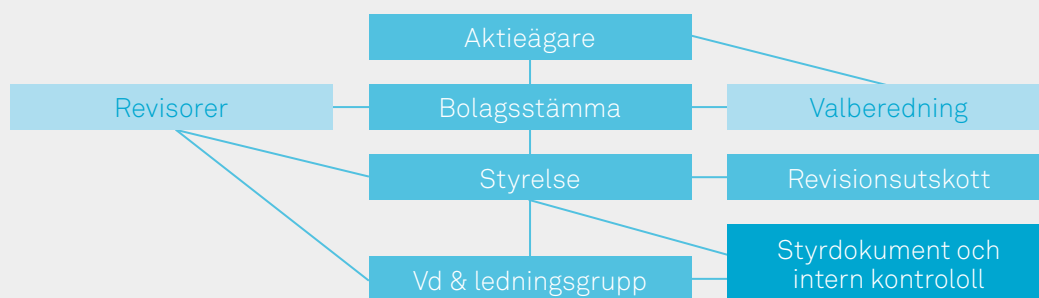 Aktieägare
Revisorer
Bolagsstämma
Valberedning
Styrelse
Revisionsutskott
Vd & ledningsgrupp
Styrdokument och
intern kontrololl